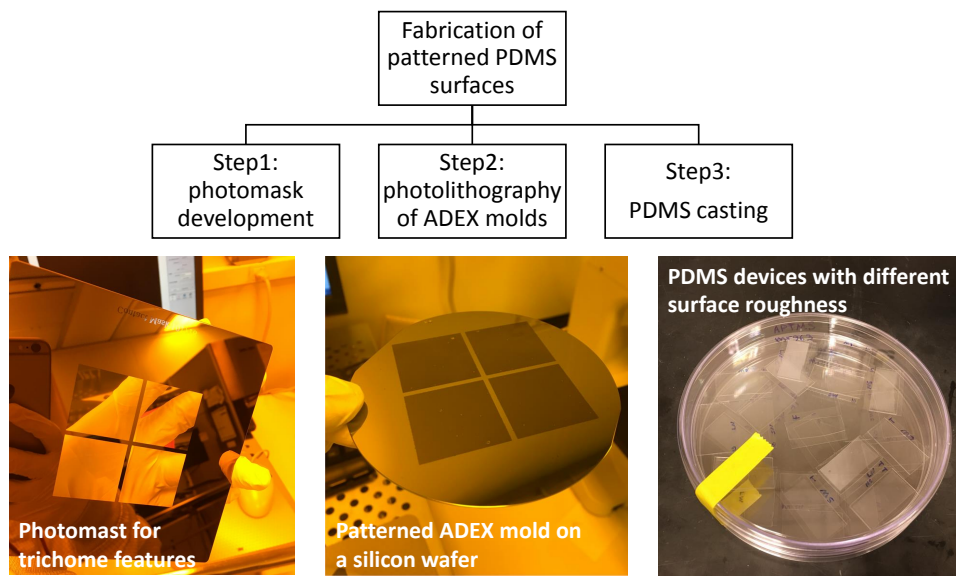 Fabrication of
patterned PDMS
surfaces
Step1:
photomask
development
Step2:
photolithography
of ADEX molds
Step3:
PDMS casting
Photomast for
trichome features
Patterned ADEX mold on
a silicon wafer
PDMS devices with different
surface roughness